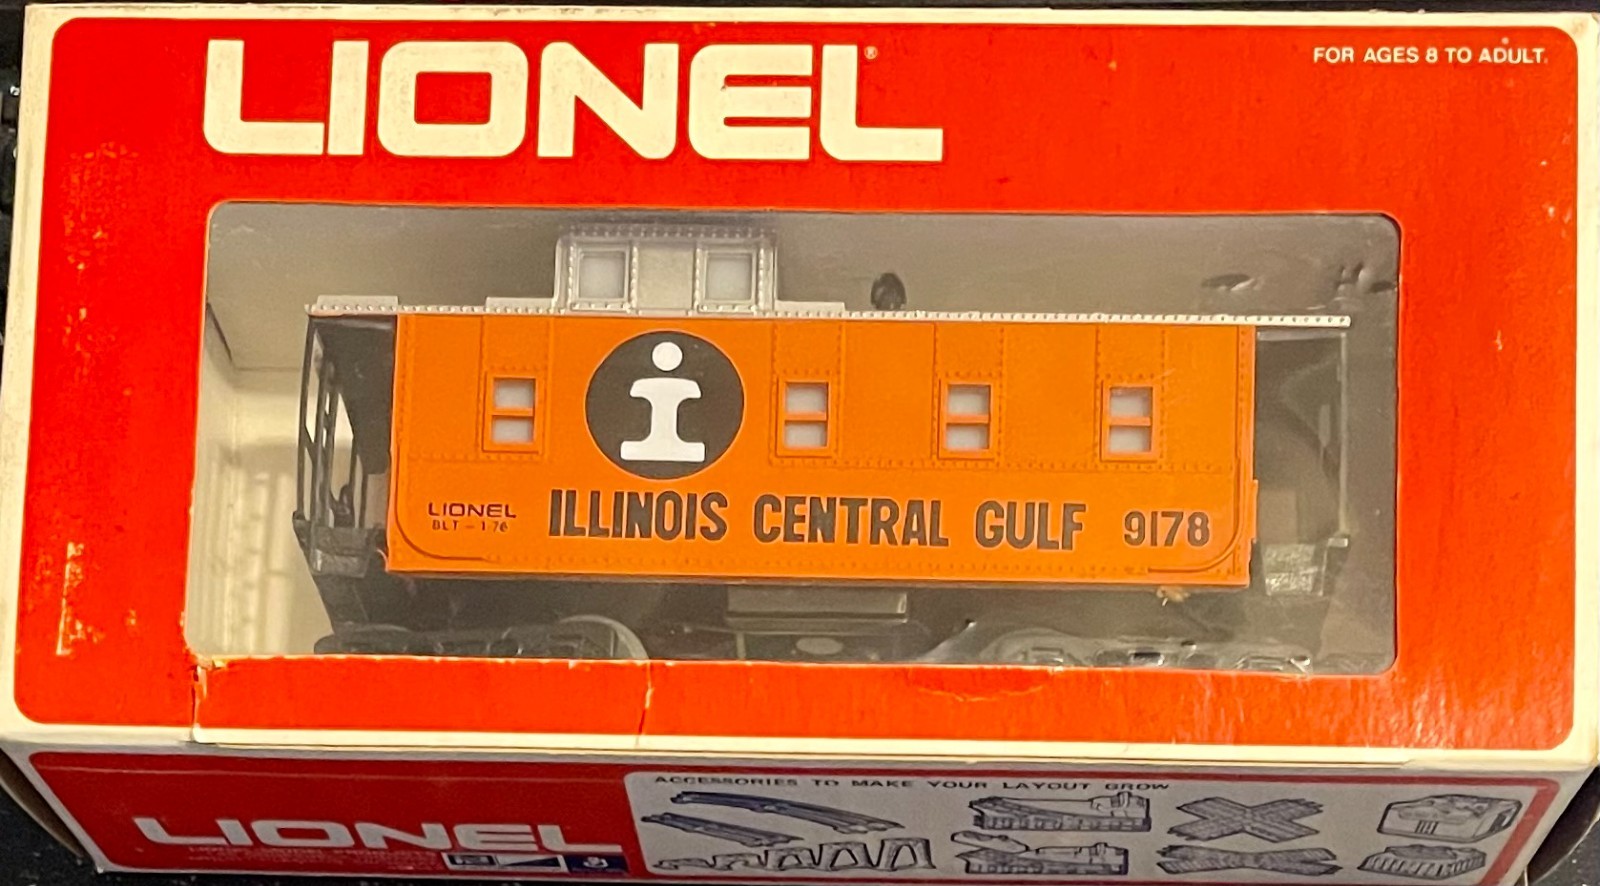 LIONEL®
FOR AGES 8 TO ADULT.
i
LIONEL
BLT - 1-76
ILLINOIS CENTRAL GULF 9178
LIONEL
ACCESSORIES TO MAKE YOUR LAYOUT GROW